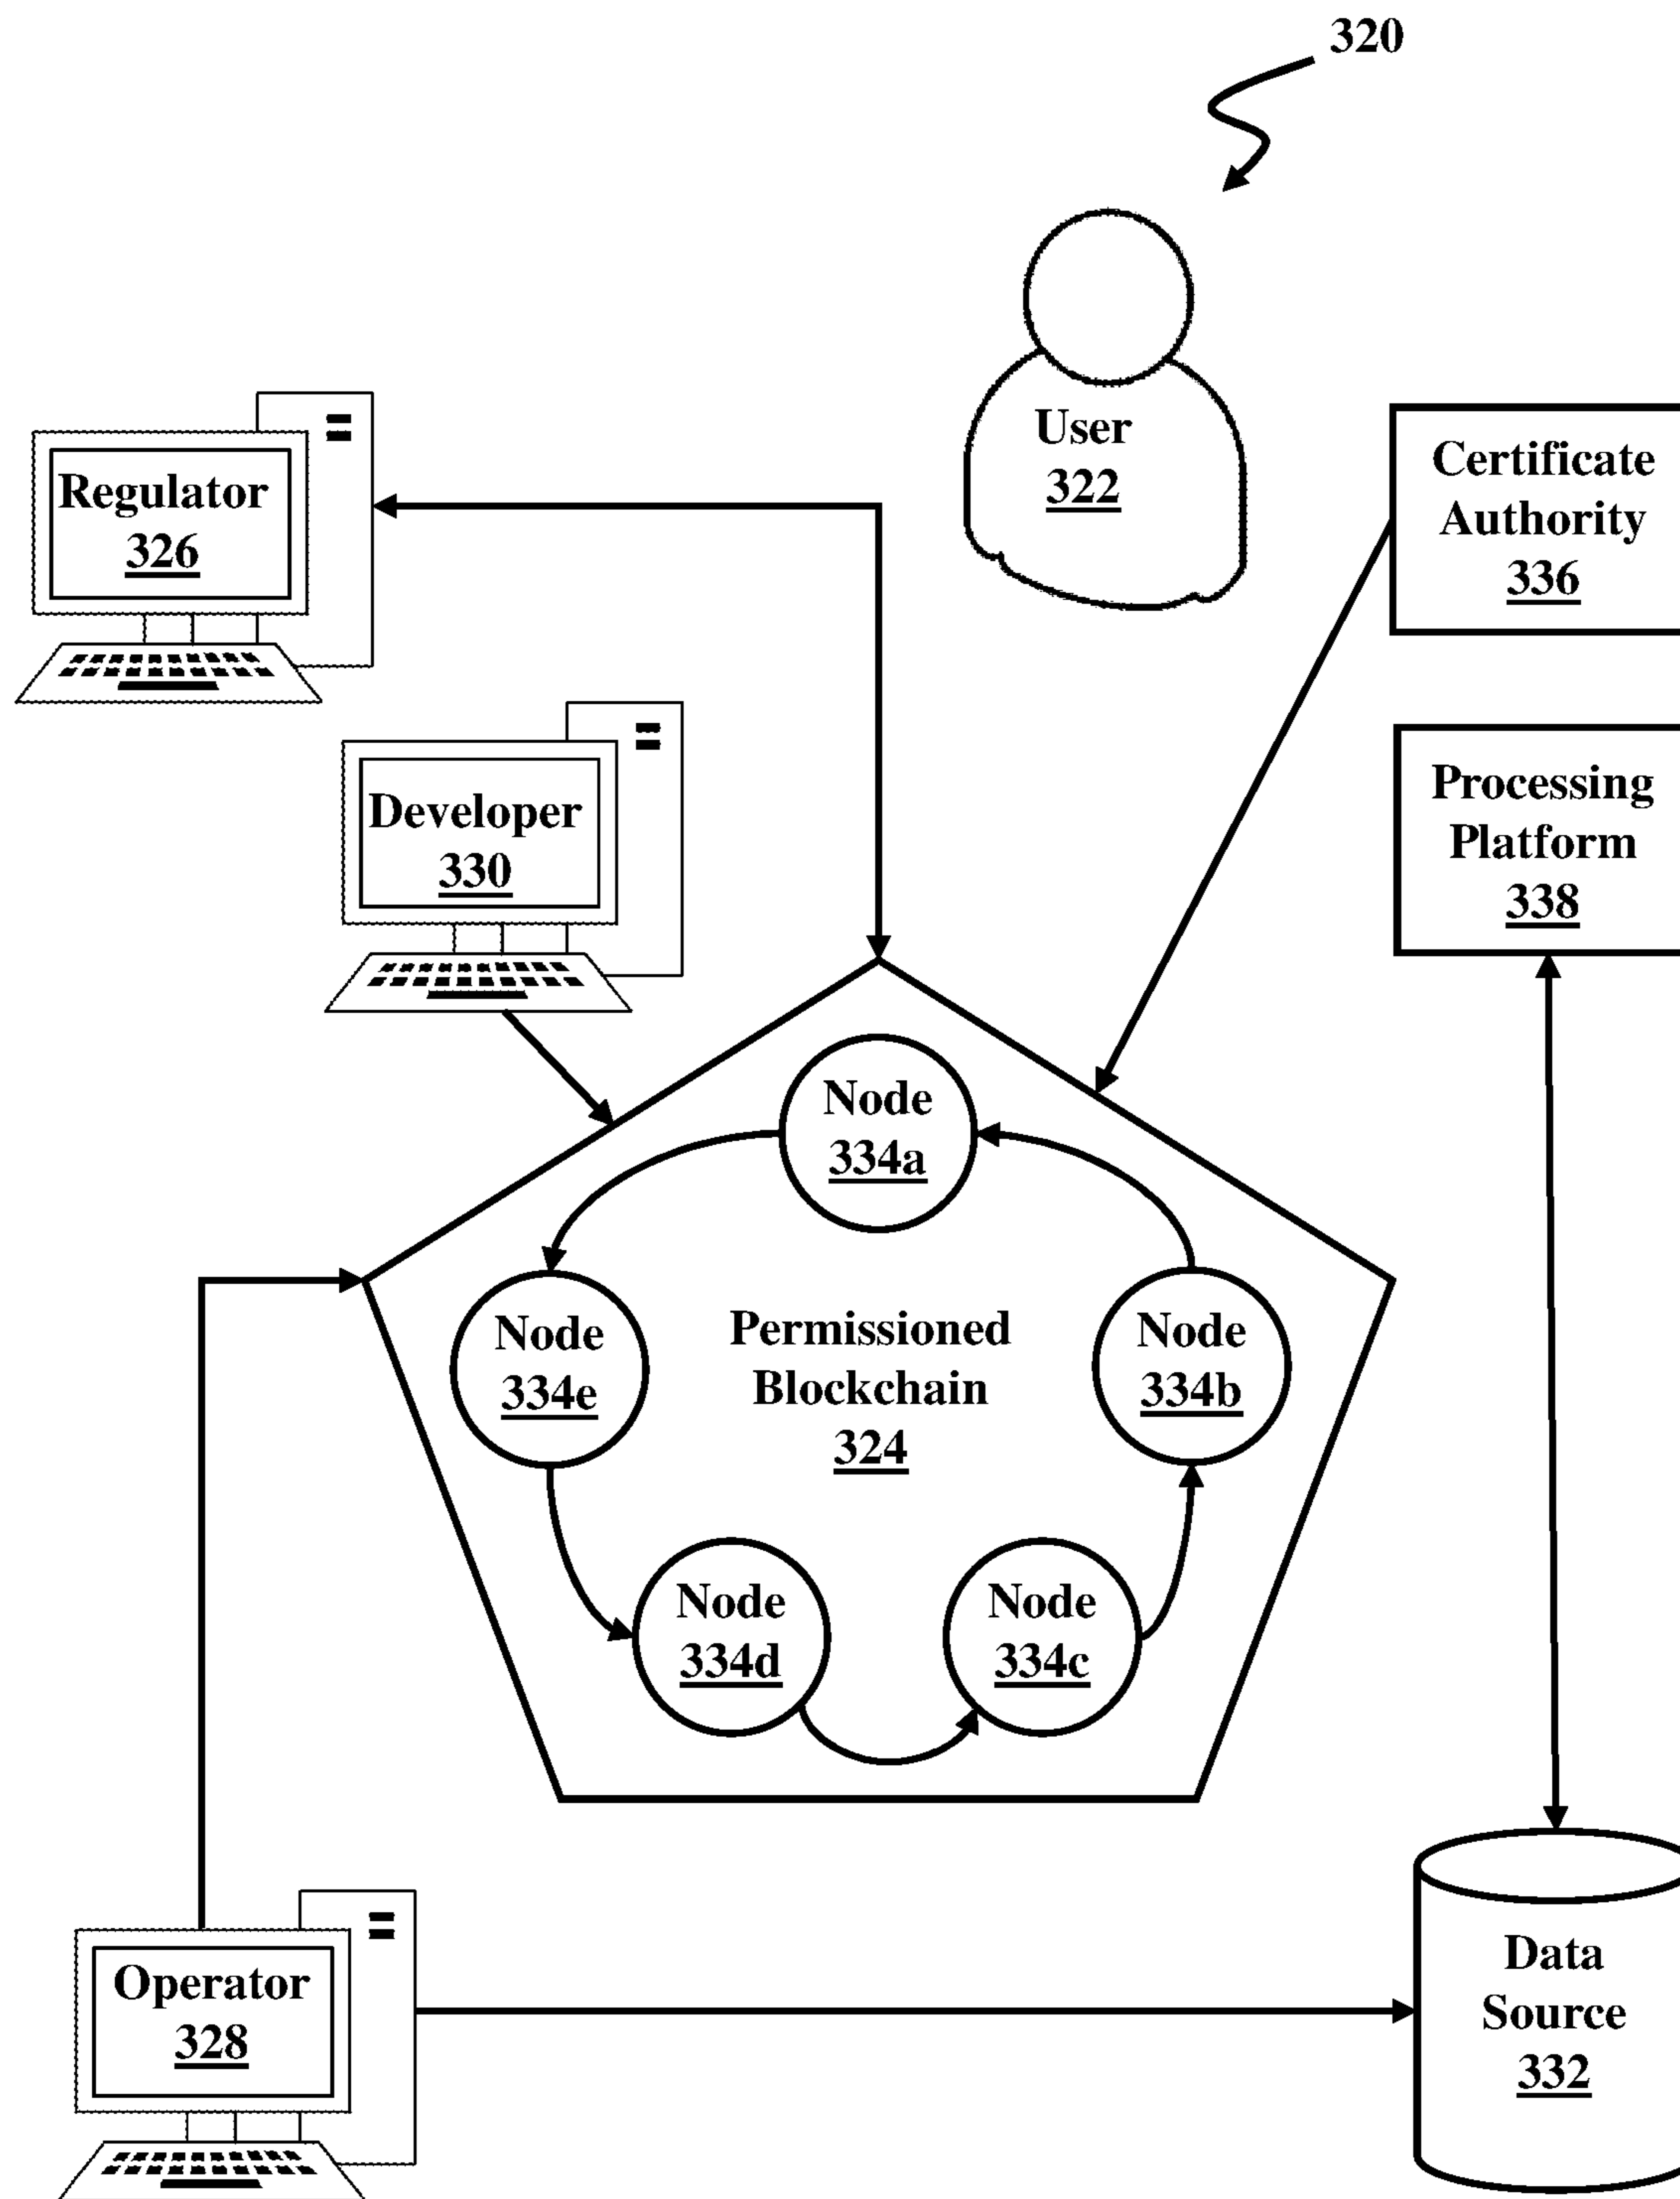 320
User
322
Certificate
Authority
336
Regulator
326
Processing
Platform
338
Developer
330
Node
334a
Node
334e
Permissioned
Blockchain
324
Node
334b
Node
334d
Node
334c
Operator
328
Data
Source
332